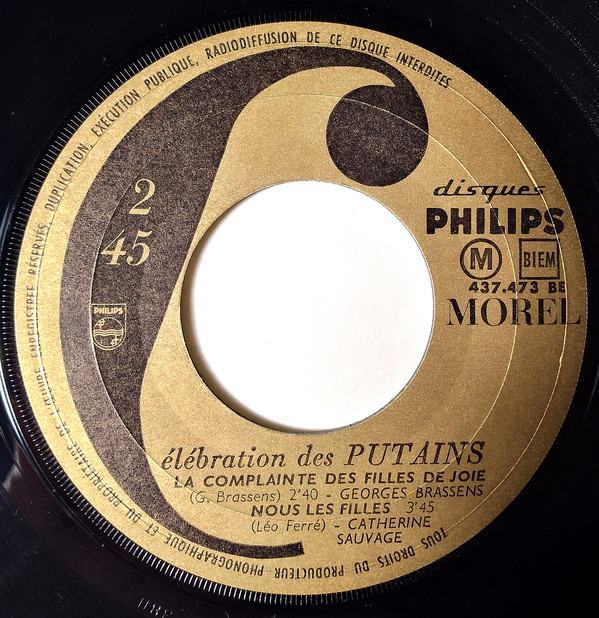 TOUS DROITS DU PRODUCTEUR PHONOGRAPHIQUE ET DU PROPRIÉTAIRE DE L'ŒUVRE ENREGISTRÉE RÉSERVÉS. DUPLICATION, EXÉCUTION PUBLIQUE, RADIODIFFUSION DE CE DISQUE INTERDITES
2
45
PHILIPS
disques
PHILIPS
M BIEM
437.473 BE
MOREL
Célébration des PUTAINS
LA COMPLAINTE DES FILLES DE JOIE
(G. Brassens) 2'40 - GEORGES BRASSENS
NOUS LES FILLES 3'45
(Léo Ferré) - CATHERINE
SAUVAGE